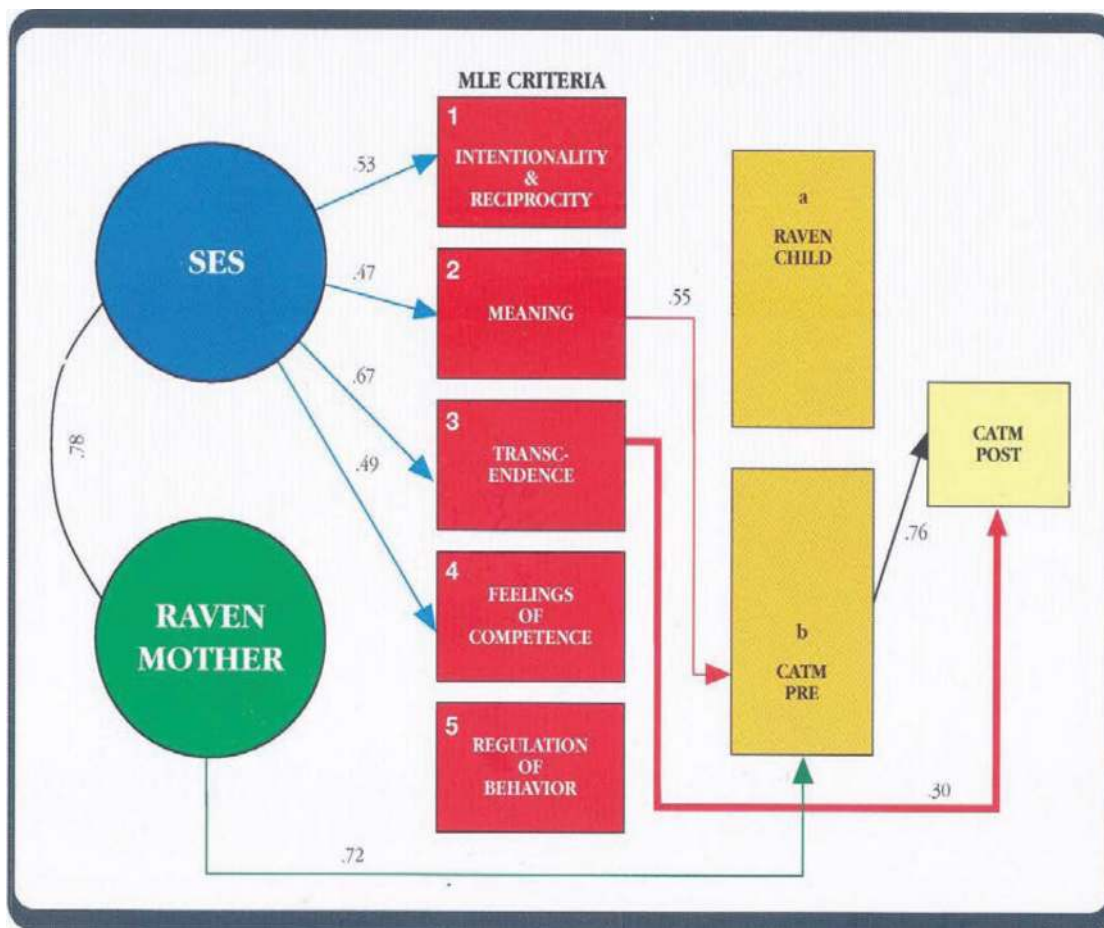 MLE CRITERIA
1
INTENTIONALITY
&
RECIPROCITY
.53
SES
.47
2
MEANING
.55
a
RAVEN
CHILD
.67
3
TRANSC-
ENDENCE
.49
.78
CATM
POST
.76
4
FEELINGS
OF
COMPETENCE
RAVEN
MOTHER
b
CATM
PRE
5
REGULATION
OF
BEHAVIOR
.30
.72